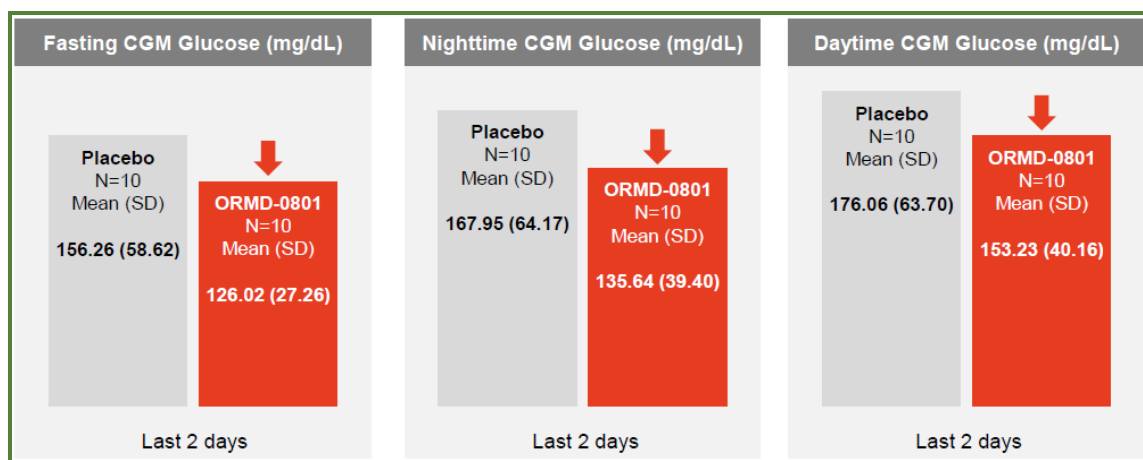 Fasting CGM Glucose (mg/dL)
Placebo
N=10
Mean (SD)
156.26 (58.62)
ORMD-0801
N=10
Mean (SD)
126.02 (27.26)
Last 2 days
Nighttime CGM Glucose (mg/dL)
Placebo
N=10
Mean (SD)
167.95 (64.17)
ORMD-0801
N=10
Mean (SD)
135.64 (39.40)
Last 2 days
Daytime CGM Glucose (mg/dL)
Placebo
N=10
Mean (SD)
176.06 (63.70)
ORMD-0801
N=10
Mean (SD)
153.23 (40.16)
Last 2 days